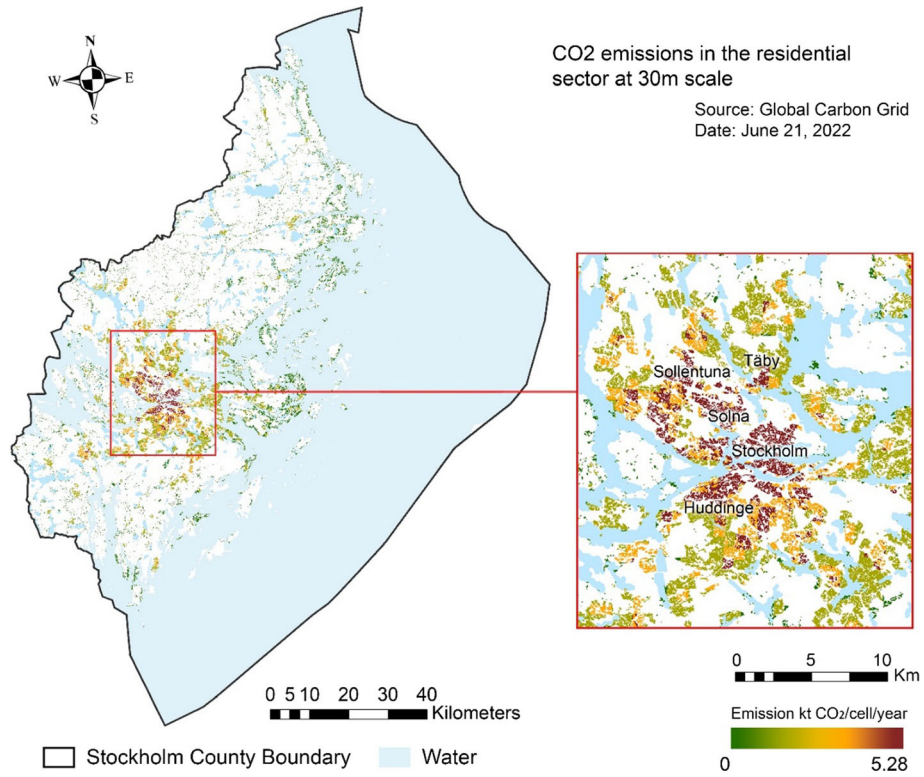 N
W E
S
CO2 emissions in the residential
sector at 30m scale
Source: Global Carbon Grid
Date: June 21, 2022
Täby
Sollentuna
Solna
Stockholm
Huddinge
0 5 10 20 30 40
Kilometers
0 5 10
Km
Emission kt CO₂/cell/year
0 5.28
Stockholm County Boundary Water